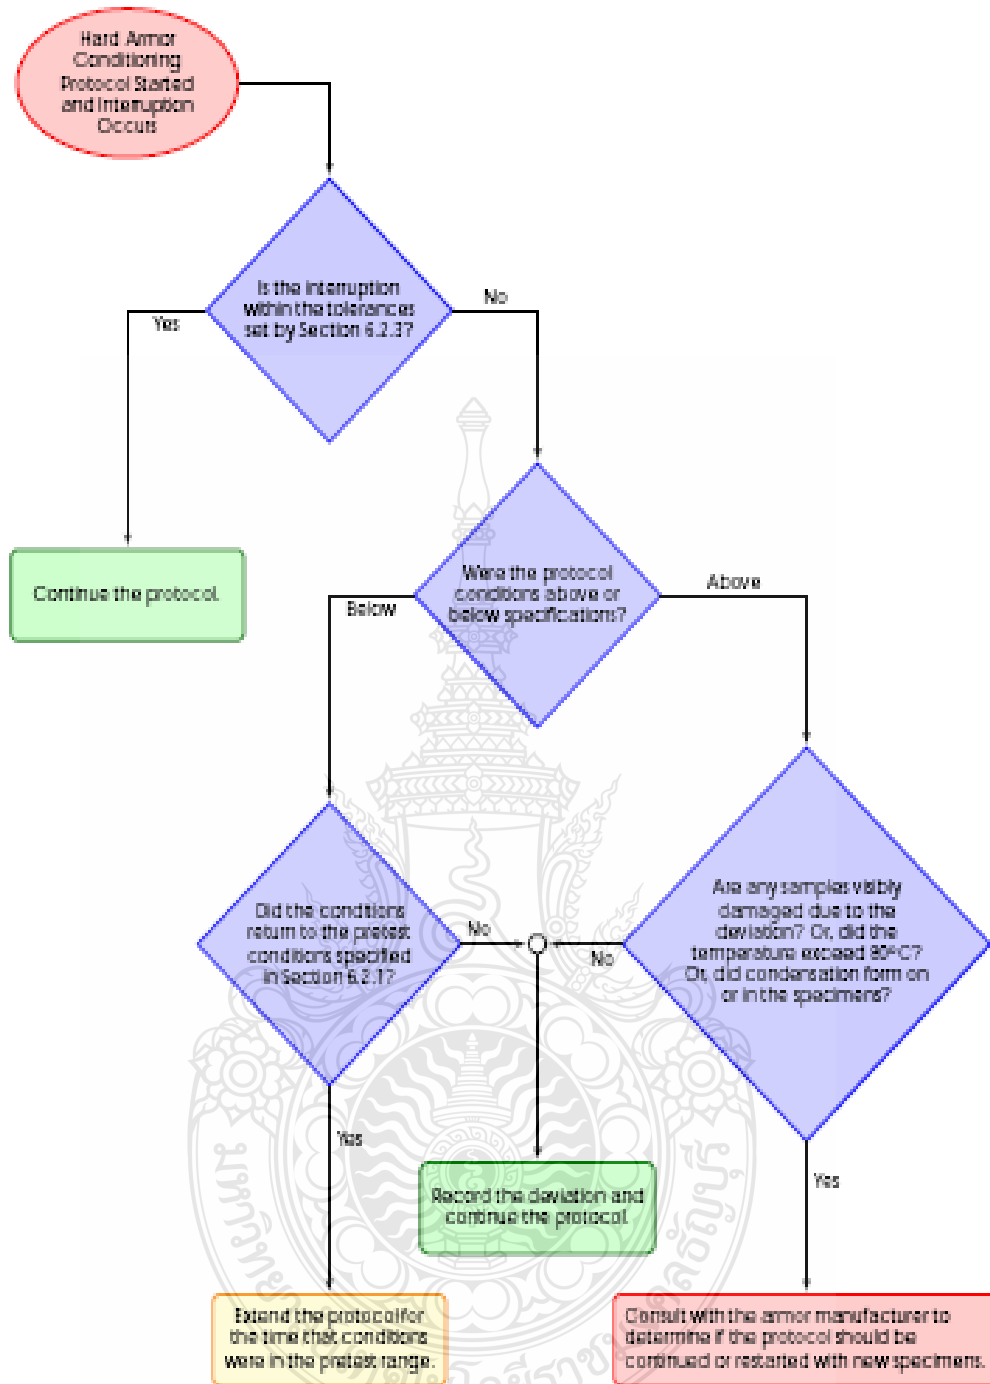 Hard Armor
Conditioning
Protocol Started
and Interruption
Occurs
Is the interruption
within the tolerances
set by Section 6.2.3?
Yes
No
Continue the protocol.
Were the protocol
conditions above or
below specifications?
Below
Above
Did the conditions
return to the pretest
conditions specified
in Section 6.2.1?
No
No
Are any samples visibly
damaged due to the
deviation? Or, did the
temperature exceed 90°C?
Or, did condensation form on
or in the specimens?
Yes
Record the deviation and
continue the protocol.
Yes
Extend the protocol for
the time that conditions
were in the pretest range.
Consult with the armor manufacturer to
determine if the protocol should be
continued or restarted with new specimens.